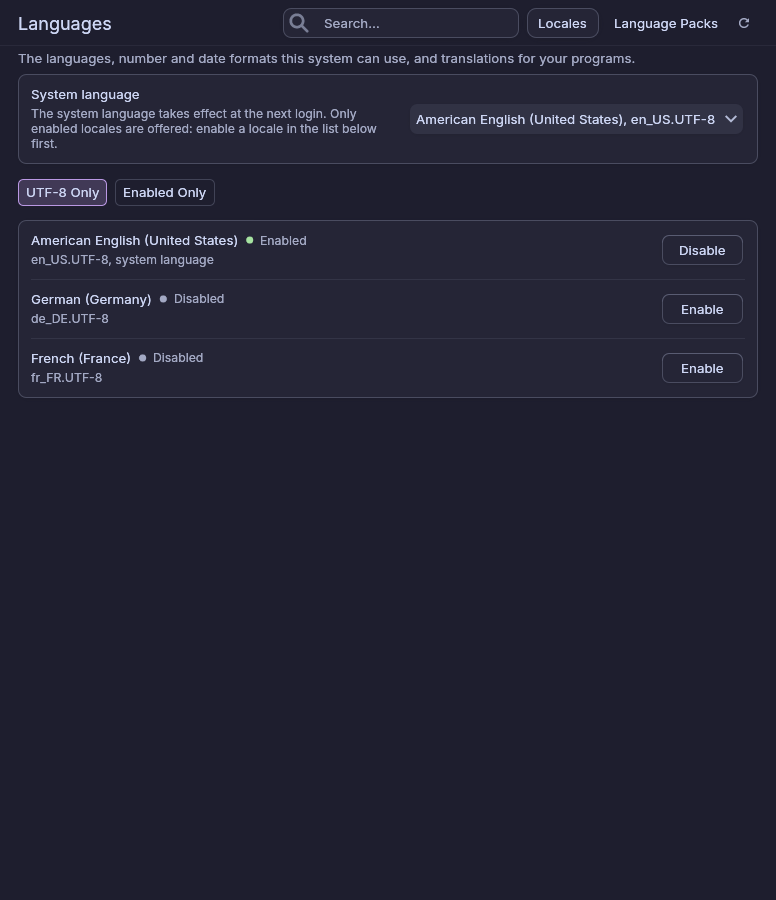 Languages
Search...
Locales
Language Packs
The languages, number and date formats this system can use, and translations for your programs.
System language
The system language takes effect at the next login. Only
enabled locales are offered: enable a locale in the list below
first.
American English (United States), en_US.UTF-8
UTF-8 Only
Enabled Only
American English (United States)
Enabled
en_US.UTF-8, system language
Disable
German (Germany)
Disabled
de_DE.UTF-8
Enable
French (France)
Disabled
fr_FR.UTF-8
Enable